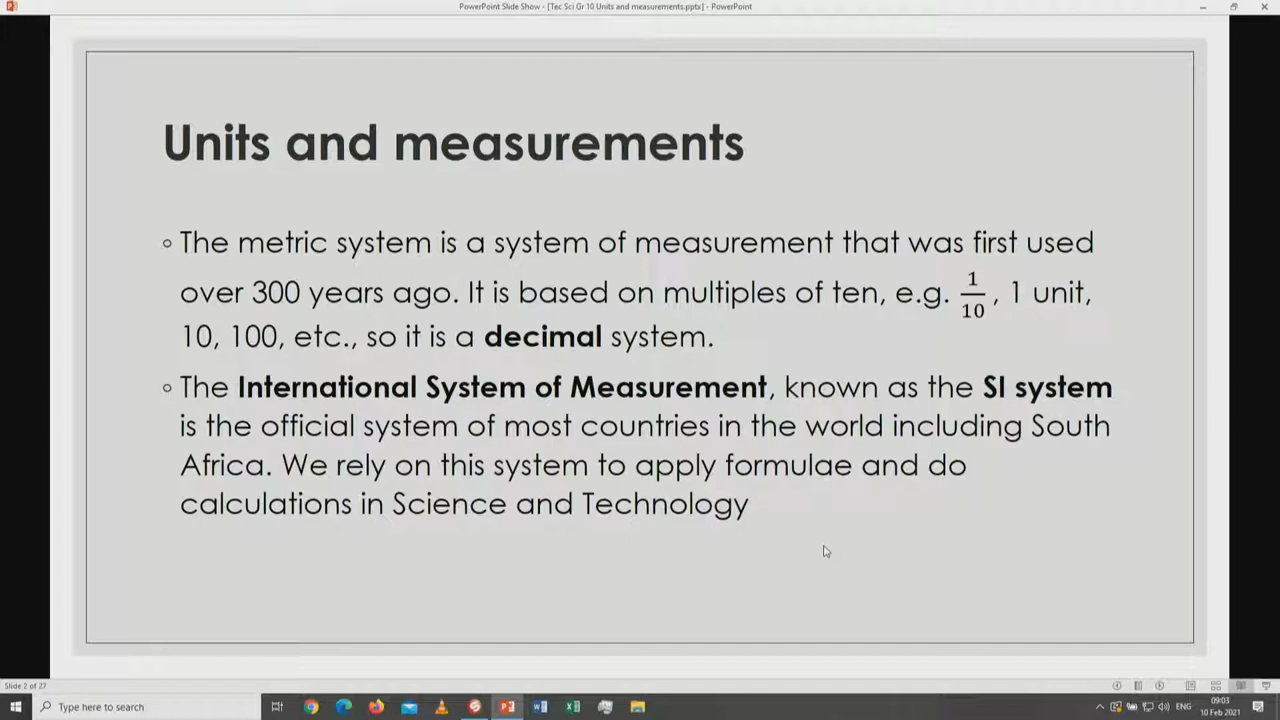 PowerPoint Slide Show - [Tec Sci Gr 10 Units and measurements.pptx] - PowerPoint
Units and measurements
◦ The metric system is a system of measurement that was first used
over 300 years ago. It is based on multiples of ten, e.g. 1/10 , 1 unit,
10, 100, etc., so it is a decimal system.
◦ The International System of Measurement, known as the SI system
is the official system of most countries in the world including South
Africa. We rely on this system to apply formulae and do
calculations in Science and Technology
Slide 2 of 27
Type here to search
ENG
09:03
10 Feb 2021